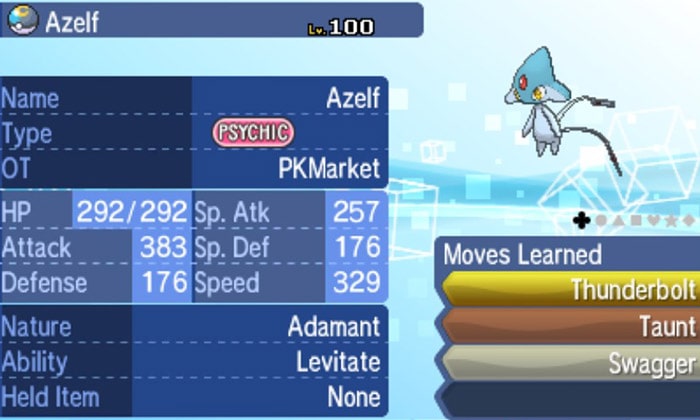 Azelf Lv.100
Name Azelf
Type PSYCHIC
OT PKMarket
HP 292/292 Sp. Atk 257
Attack 383 Sp. Def 176
Defense 176 Speed 329
Nature Adamant
Ability Levitate
Held Item None
Moves Learned
Thunderbolt
Taunt
Swagger